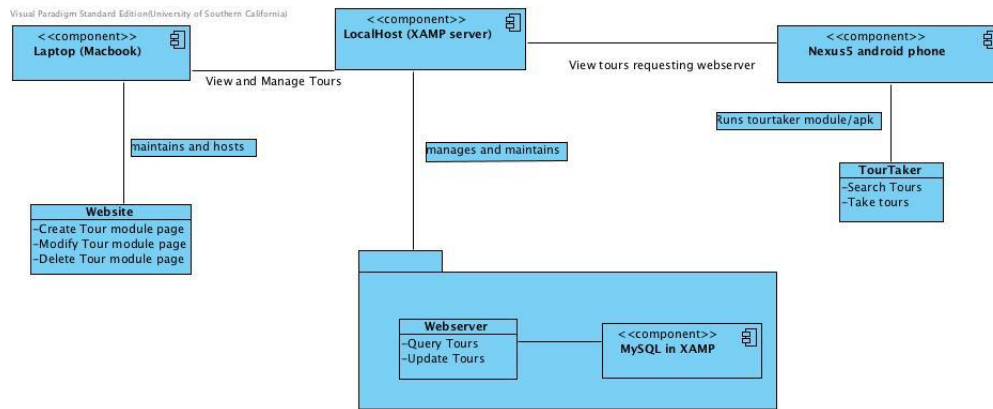 Visual Paradigm Standard Edition(University of Southern California)
<<component>>
Laptop (Macbook)
<<component>>
LocalHost (XAMP server)
<<component>>
Nexus5 android phone
View and Manage Tours
View tours requesting webserver
maintains and hosts
manages and maintains
Runs tourtaker module/apk
Website
-Create Tour module page
-Modify Tour module page
-Delete Tour module page
TourTaker
-Search Tours
-Take tours
Webserver
-Query Tours
-Update Tours
<<component>>
MySQL in XAMP